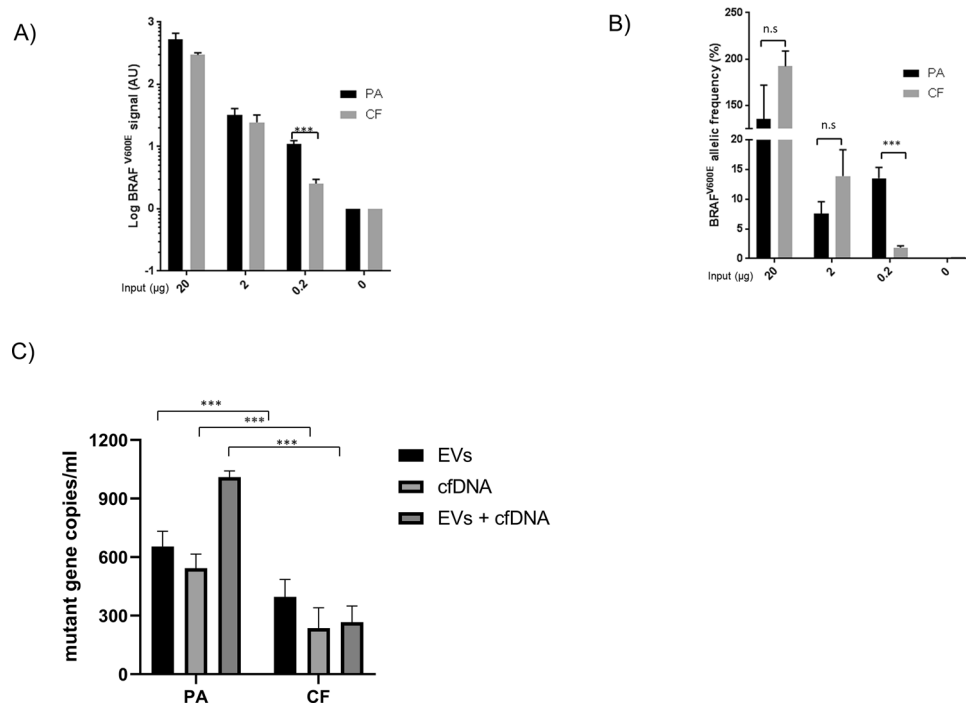 A)
Log BRAF V600E signal (AU)
3
2
1
0
-1
PA
CF
***
Input (µg)
20
2
0.2
0
B)
BRAFV600E allelic frequency (%)
250
200
150
100
20
15
10
5
0
n.s
n.s
***
PA
CF
Input (µg)
20
2
0.2
0
C)
mutant gene copies/ml
1200
900
600
300
0
***
***
***
EVs
cfDNA
EVs + cfDNA
PA
CF